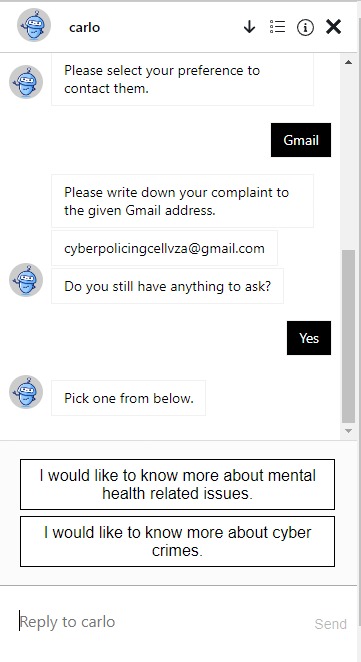 carlo
Please select your preference to
contact them.
Gmail
Please write down your complaint to
the given Gmail address.
cyberpolicingcellvza@gmail.com
Do you still have anything to ask?
Yes
Pick one from below.
I would like to know more about mental
health related issues.
I would like to know more about cyber
crimes.
Reply to carlo
Send